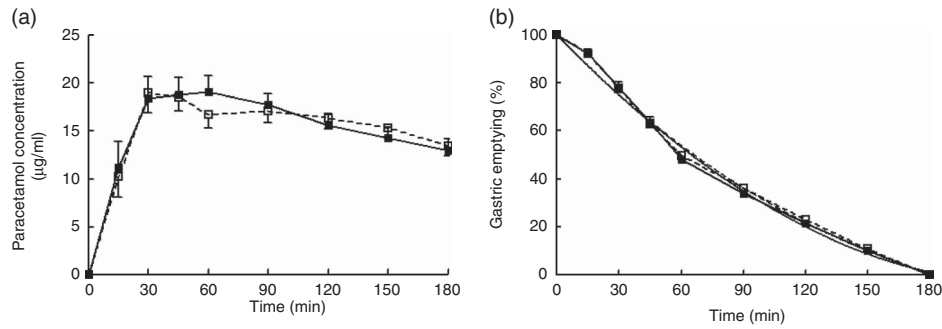 (a)
25
20
15
10
5
0
Paracetamol concentration
(μg/ml)
0 30 60 90 120 150 180
Time (min)
(b)
100
80
60
40
20
0
Gastric emptying (%)
0 30 60 90 120 150 180
Time (min)